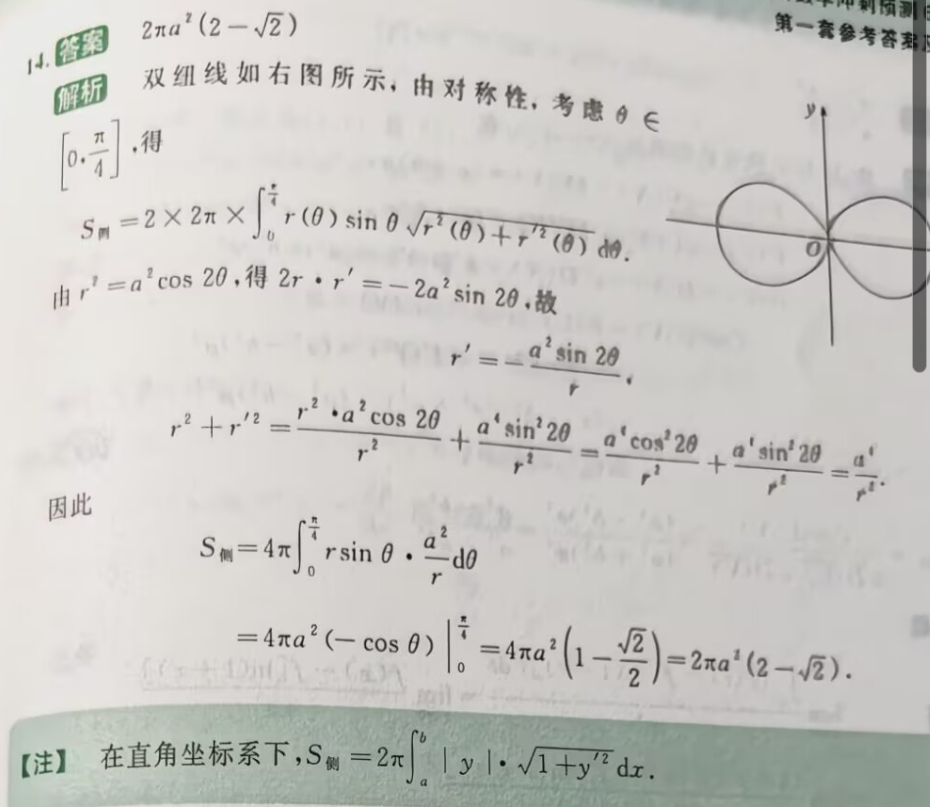 冲刺预测
第一套参考答案
14. 答案 2πa²(2-√2)
解析 双纽线如右图所示,由对称性,考虑 θ ∈
[0, π/4],得
S侧 = 2×2π×∫₀^(π/4) r(θ) sin θ √(r²(θ)+r′²(θ)) dθ.
由 r² = a² cos 2θ,得 2r·r′ = -2a² sin 2θ,故
r′ = -(a² sin 2θ)/r,
r² + r′² = (r²·a² cos 2θ)/r² + (a⁴ sin² 2θ)/r² = (a⁴ cos² 2θ)/r² + (a⁴ sin² 2θ)/r² = a⁴/r².
因此
S侧 = 4π∫₀^(π/4) r sin θ · (a²/r) dθ
= 4πa²(-cos θ)|₀^(π/4) = 4πa²(1-√2/2) = 2πa²(2-√2).
【注】 在直角坐标系下,S侧 = 2π∫ₐᵇ |y|·√(1+y′²) dx.
y
O